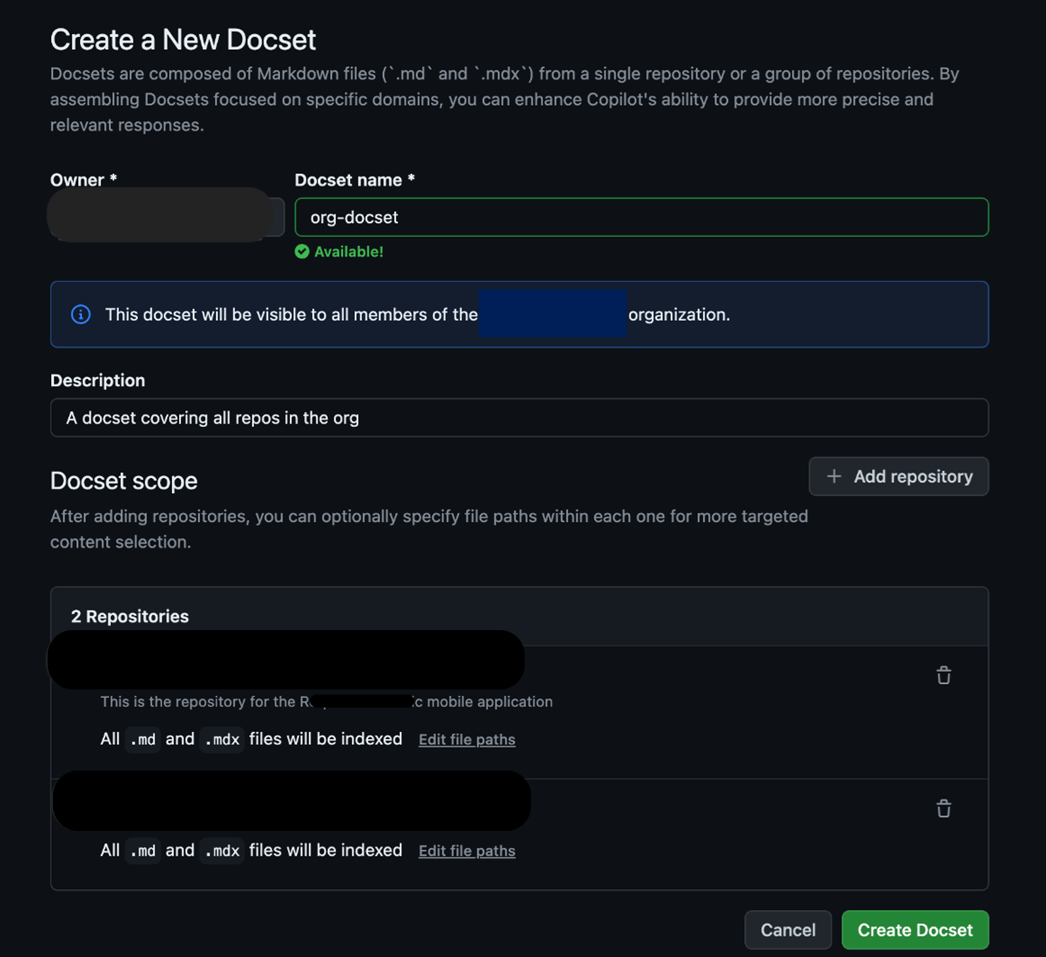 Create a New Docset
Docsets are composed of Markdown files (`.md` and `.mdx`) from a single repository or a group of repositories. By
assembling Docsets focused on specific domains, you can enhance Copilot's ability to provide more precise and
relevant responses.
Owner *
Docset name *
org-docset
Available!
This docset will be visible to all members of the organization.
Description
A docset covering all repos in the org
Docset scope
+ Add repository
After adding repositories, you can optionally specify file paths within each one for more targeted
content selection.
2 Repositories
This is the repository for the mobile application
All .md and .mdx files will be indexed Edit file paths
All .md and .mdx files will be indexed Edit file paths
Cancel
Create Docset